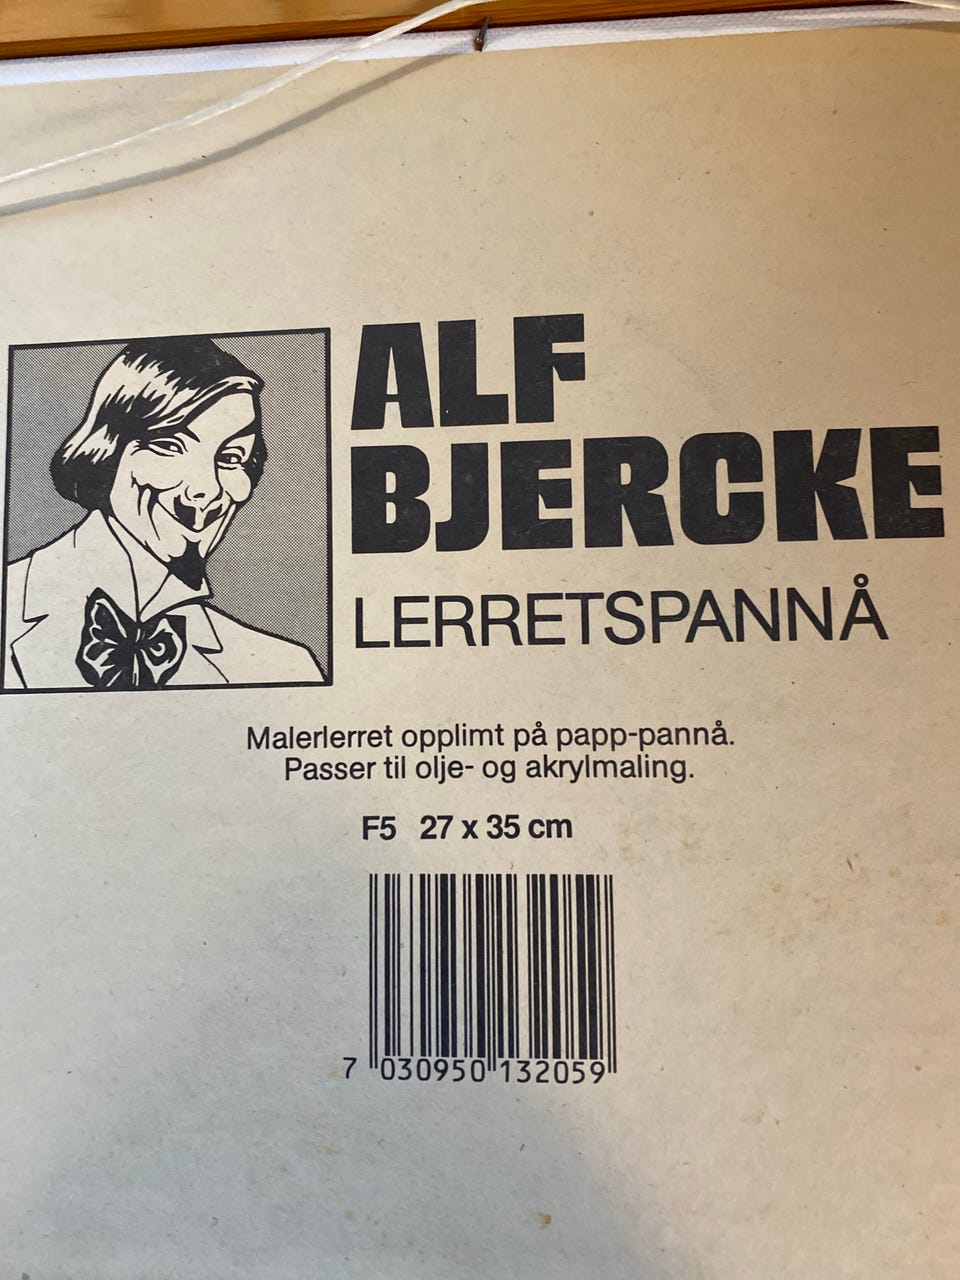 ALF
BJERCKE
LERRETSPANNÅ
Malerlerret opplimt på papp-pannå.
Passer til olje- og akrylmaling.
F5 27 x 35 cm
7 030950 132059